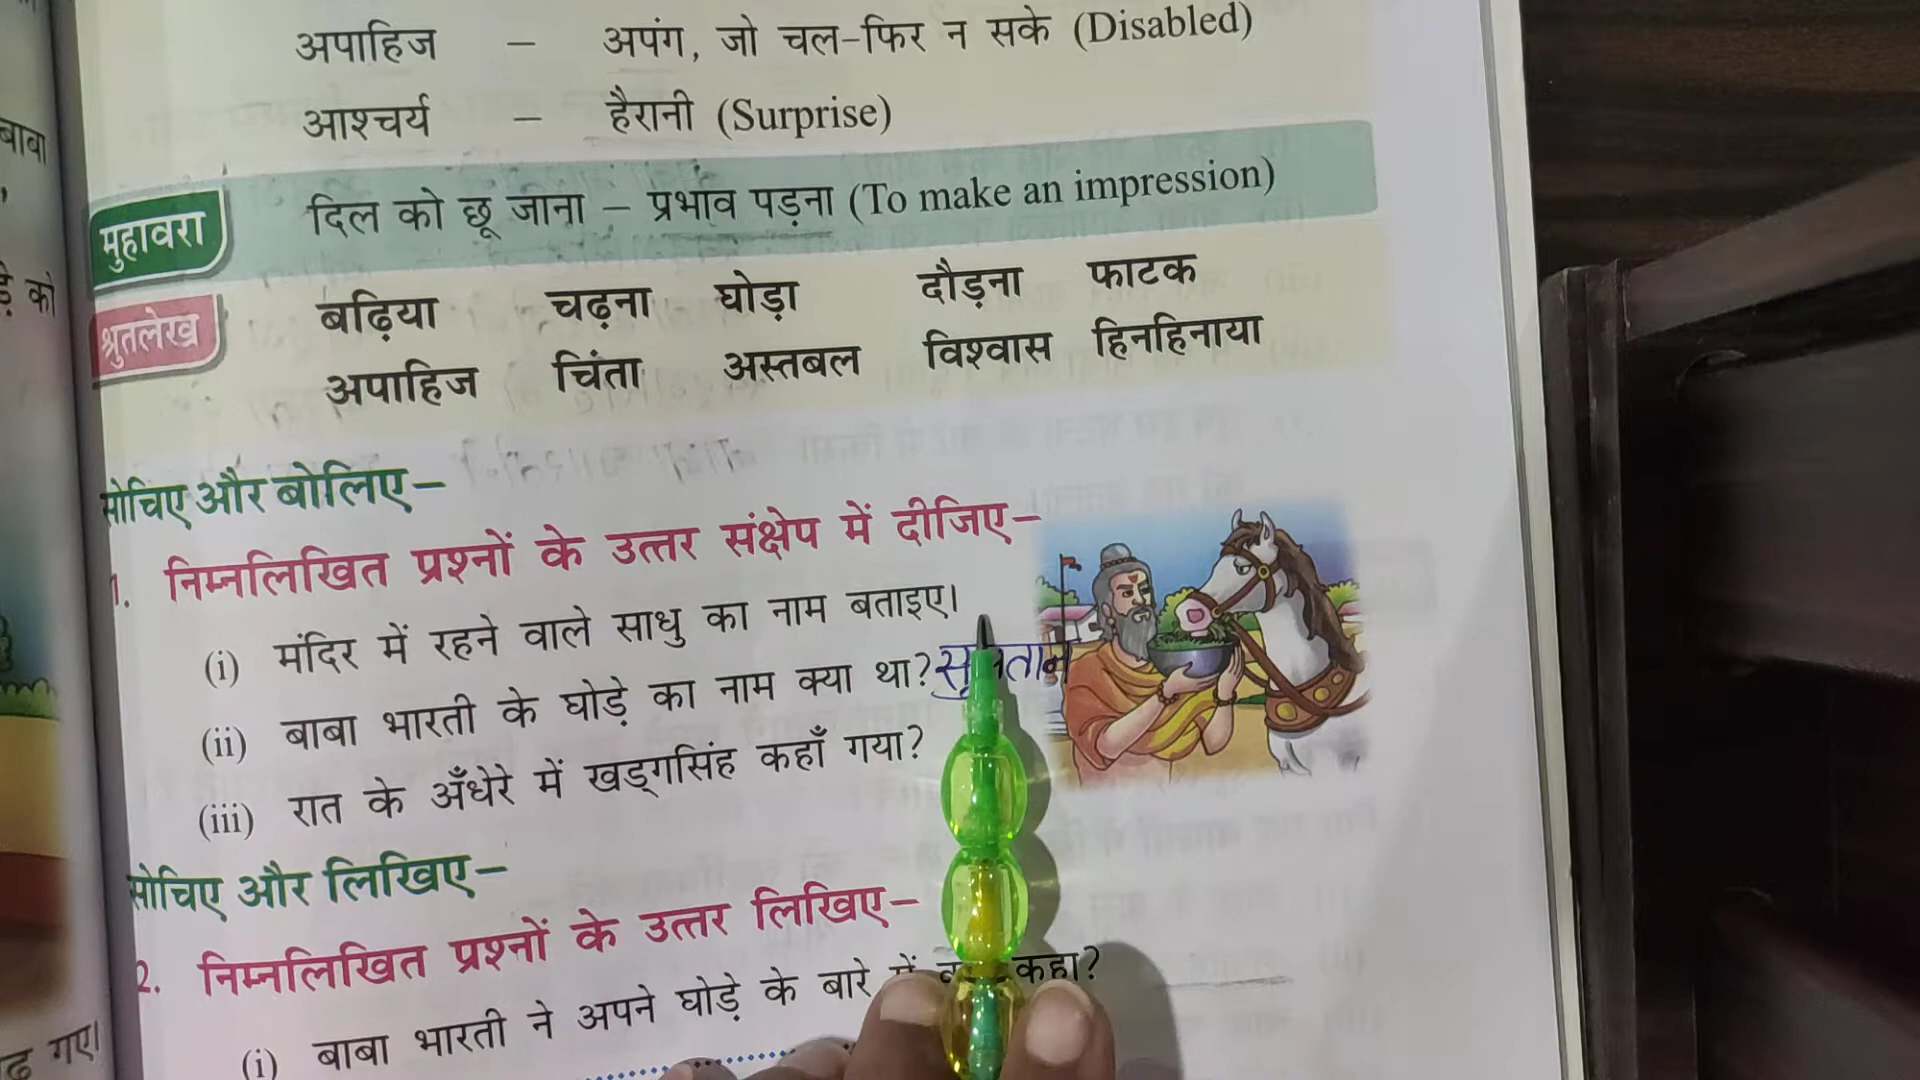 अपाहिज – अपंग, जो चल-फिर न सके (Disabled)
आश्चर्य – हैरानी (Surprise)
मुहावरा दिल को छू जाना – प्रभाव पड़ना (To make an impression)
श्रुतलेख बढ़िया चढ़ना घोड़ा दौड़ना फाटक
अपाहिज चिंता अस्तबल विश्वास हिनहिनाया
सोचिए और बोलिए–
1. निम्नलिखित प्रश्नों के उत्तर संक्षेप में दीजिए–
(i) मंदिर में रहने वाले साधु का नाम बताइए।
(ii) बाबा भारती के घोड़े का नाम क्या था?
(iii) रात के अँधेरे में खड्गसिंह कहाँ गया?
सोचिए और लिखिए–
2. निम्नलिखित प्रश्नों के उत्तर लिखिए–
(i) बाबा भारती ने अपने घोड़े के बारे में कहा?
बाबा
ड़े को
ढ़ गए।